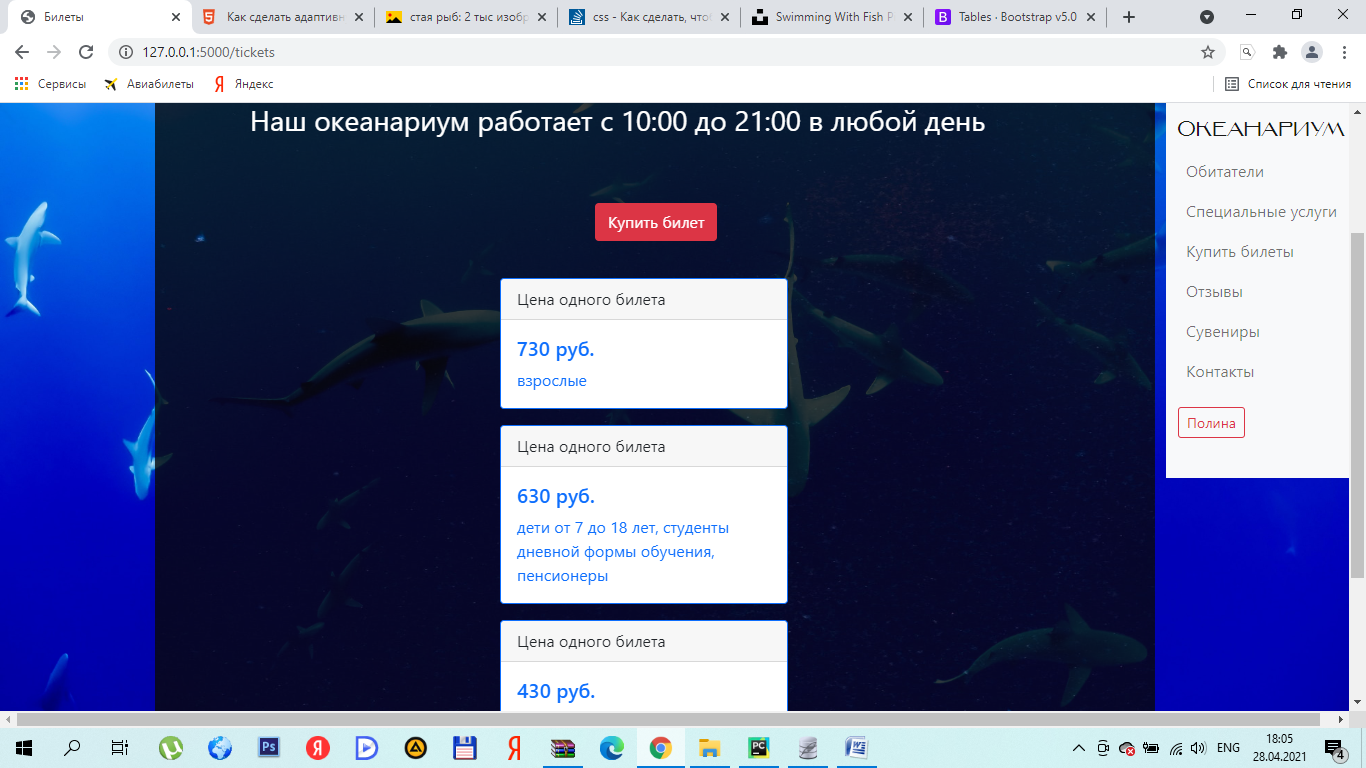 Билеты
Как сделать адаптивн
стая рыб: 2 тыс изобр
css - Как сделать, что
Swimming With Fish P
Tables · Bootstrap v5.0
127.0.0.1:5000/tickets
Сервисы
Авиабилеты
Яндекс
Список для чтения
Наш океанариум работает с 10:00 до 21:00 в любой день
Купить билет
Цена одного билета
730 руб.
взрослые
Цена одного билета
630 руб.
дети от 7 до 18 лет, студенты
дневной формы обучения,
пенсионеры
Цена одного билета
430 руб.
ОКЕАНАРИУМ
Обитатели
Специальные услуги
Купить билеты
Отзывы
Сувениры
Контакты
Полина
ENG
18:05
28.04.2021
4